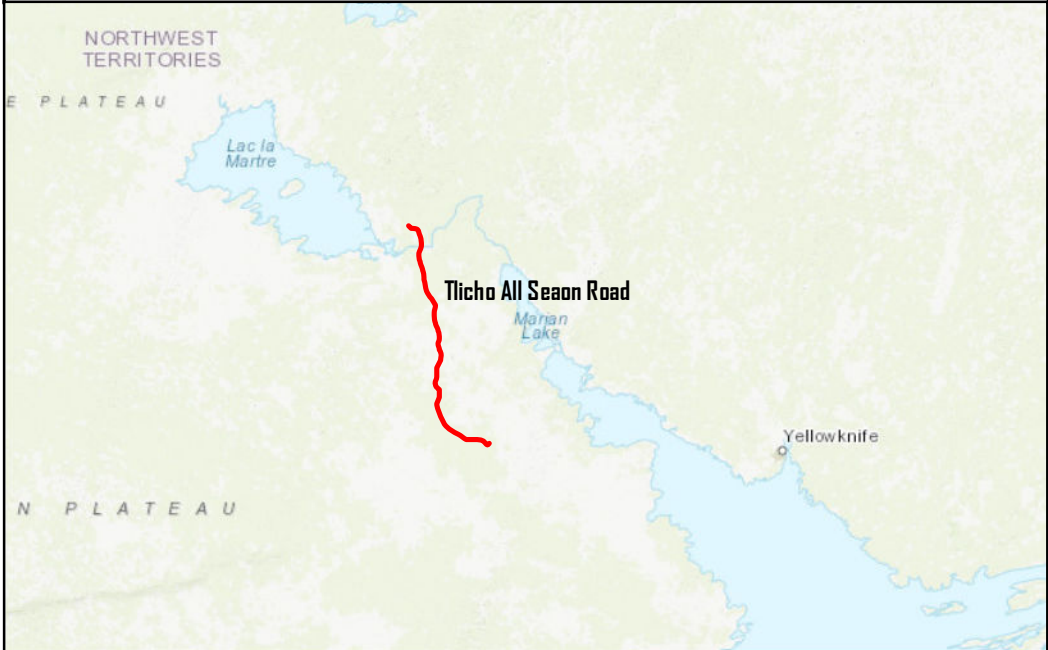 NORTHWEST
TERRITORIES
E PLATEAU
Lac la
Martre
Tlicho All Seaon Road
Marian
Lake
Yellowknife
N PLATEAU